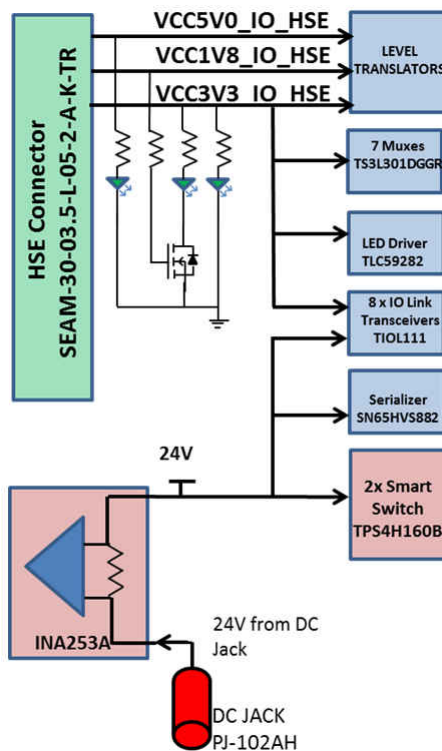 VCC5V0_IO_HSE
VCC1V8_IO_HSE
VCC3V3_IO_HSE
HSE Connector
SEAM-30-03.5-L-05-2-A-K-TR
LEVEL
TRANSLATORS
7 Muxes
TS3L301DGGR
LED Driver
TLC59282
8 x IO Link
Transceivers
TIOL111
Serializer
SN65HVS882
2x Smart
Switch
TPS4H160B
24V
INA253A
24V from DC
Jack
DC JACK
PJ-102AH